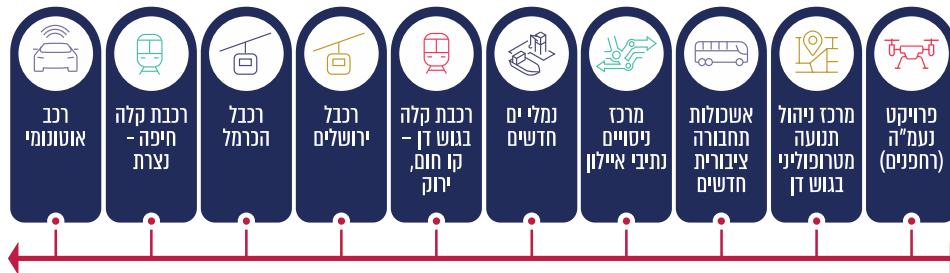 פרויקט
נעמ"ה
(רחפנים)
מרכז ניהול
תנועה
מטרופוליני
בגוש דן
אשכולות
תחבורה
ציבורית
חדשים
מרכז
ניסויים
נתיבי איילון
נמלי ים
חדשים
רכבת קלה
בגוש דן –
קו חום,
ירוק
רכבל
ירושלים
רכבל
הכרמל
רכבת קלה
חיפה -
נצרת
רכב
אוטונומי